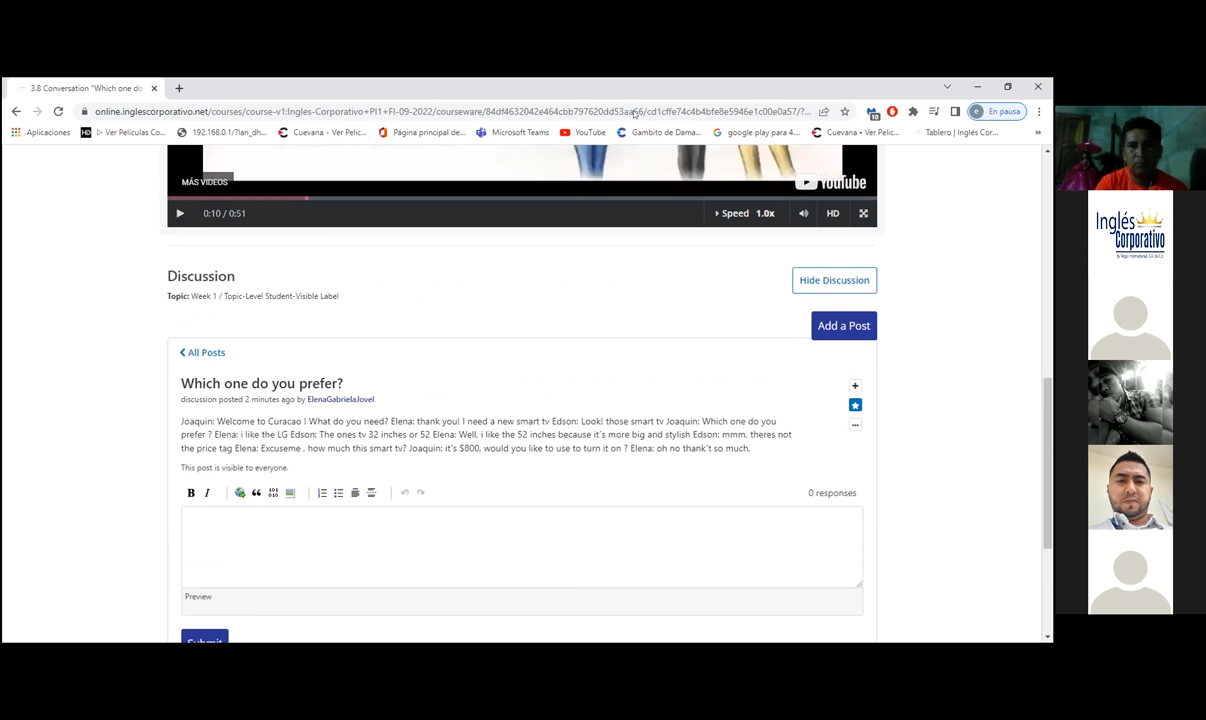 3.8 Conversation "Which one do
online.inglescorporativo.net/courses/course-v1:Ingles-Corporativo+PI1+FI-09-2022/courseware/84df4632042e464cbb797620dd53aa66/cd1cffe74c4b4bfe8e5946e1c00e0a57/?...
10
e En pausa
Aplicaciones
HD Ver Películas Co...
192.168.0.1/?lan_dh...
Cuevana • Ver Pelic...
Página principal de...
Microsoft Teams
YouTube
Gambito de Dama...
google play para 4....
Cuevana • Ver Pelic...
Tablero | Inglés Cor...
»
MÁS VIDEOS
YouTube
0:10 / 0:51
Speed 1.0x
HD
Inglés
Corporativo
Discussion
Hide Discussion
Topic: Week 1 / Topic-Level Student-Visible Label
Add a Post
All Posts
Which one do you prefer?
discussion posted 2 minutes ago by ElenaGabrielaJovel
Joaquin: Welcome to Curacao ! What do you need? Elena: thank you! I need a new smart tv Edson: Look! those smart tv Joaquin: Which one do you
prefer ? Elena: i like the LG Edson: The ones tv 32 inches or 52 Elena: Well, i like the 52 inches because it´s more big and stylish Edson: mmm, theres not
the price tag Elena: Excuseme , how much this smart tv? Joaquin: it´s $800, would you like to use to turn it on ? Elena: oh no thank´t so much.
This post is visible to everyone.
B I
0 responses
Preview
Submit